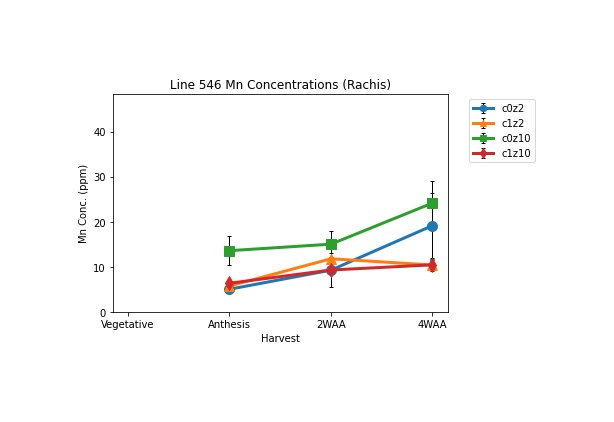 Line 546 Mn Concentrations (Rachis)
c0z2
c1z2
c0z10
c1z10
Mn Conc. (ppm)
40
30
20
10
0
Vegetative Anthesis 2WAA 4WAA
Harvest